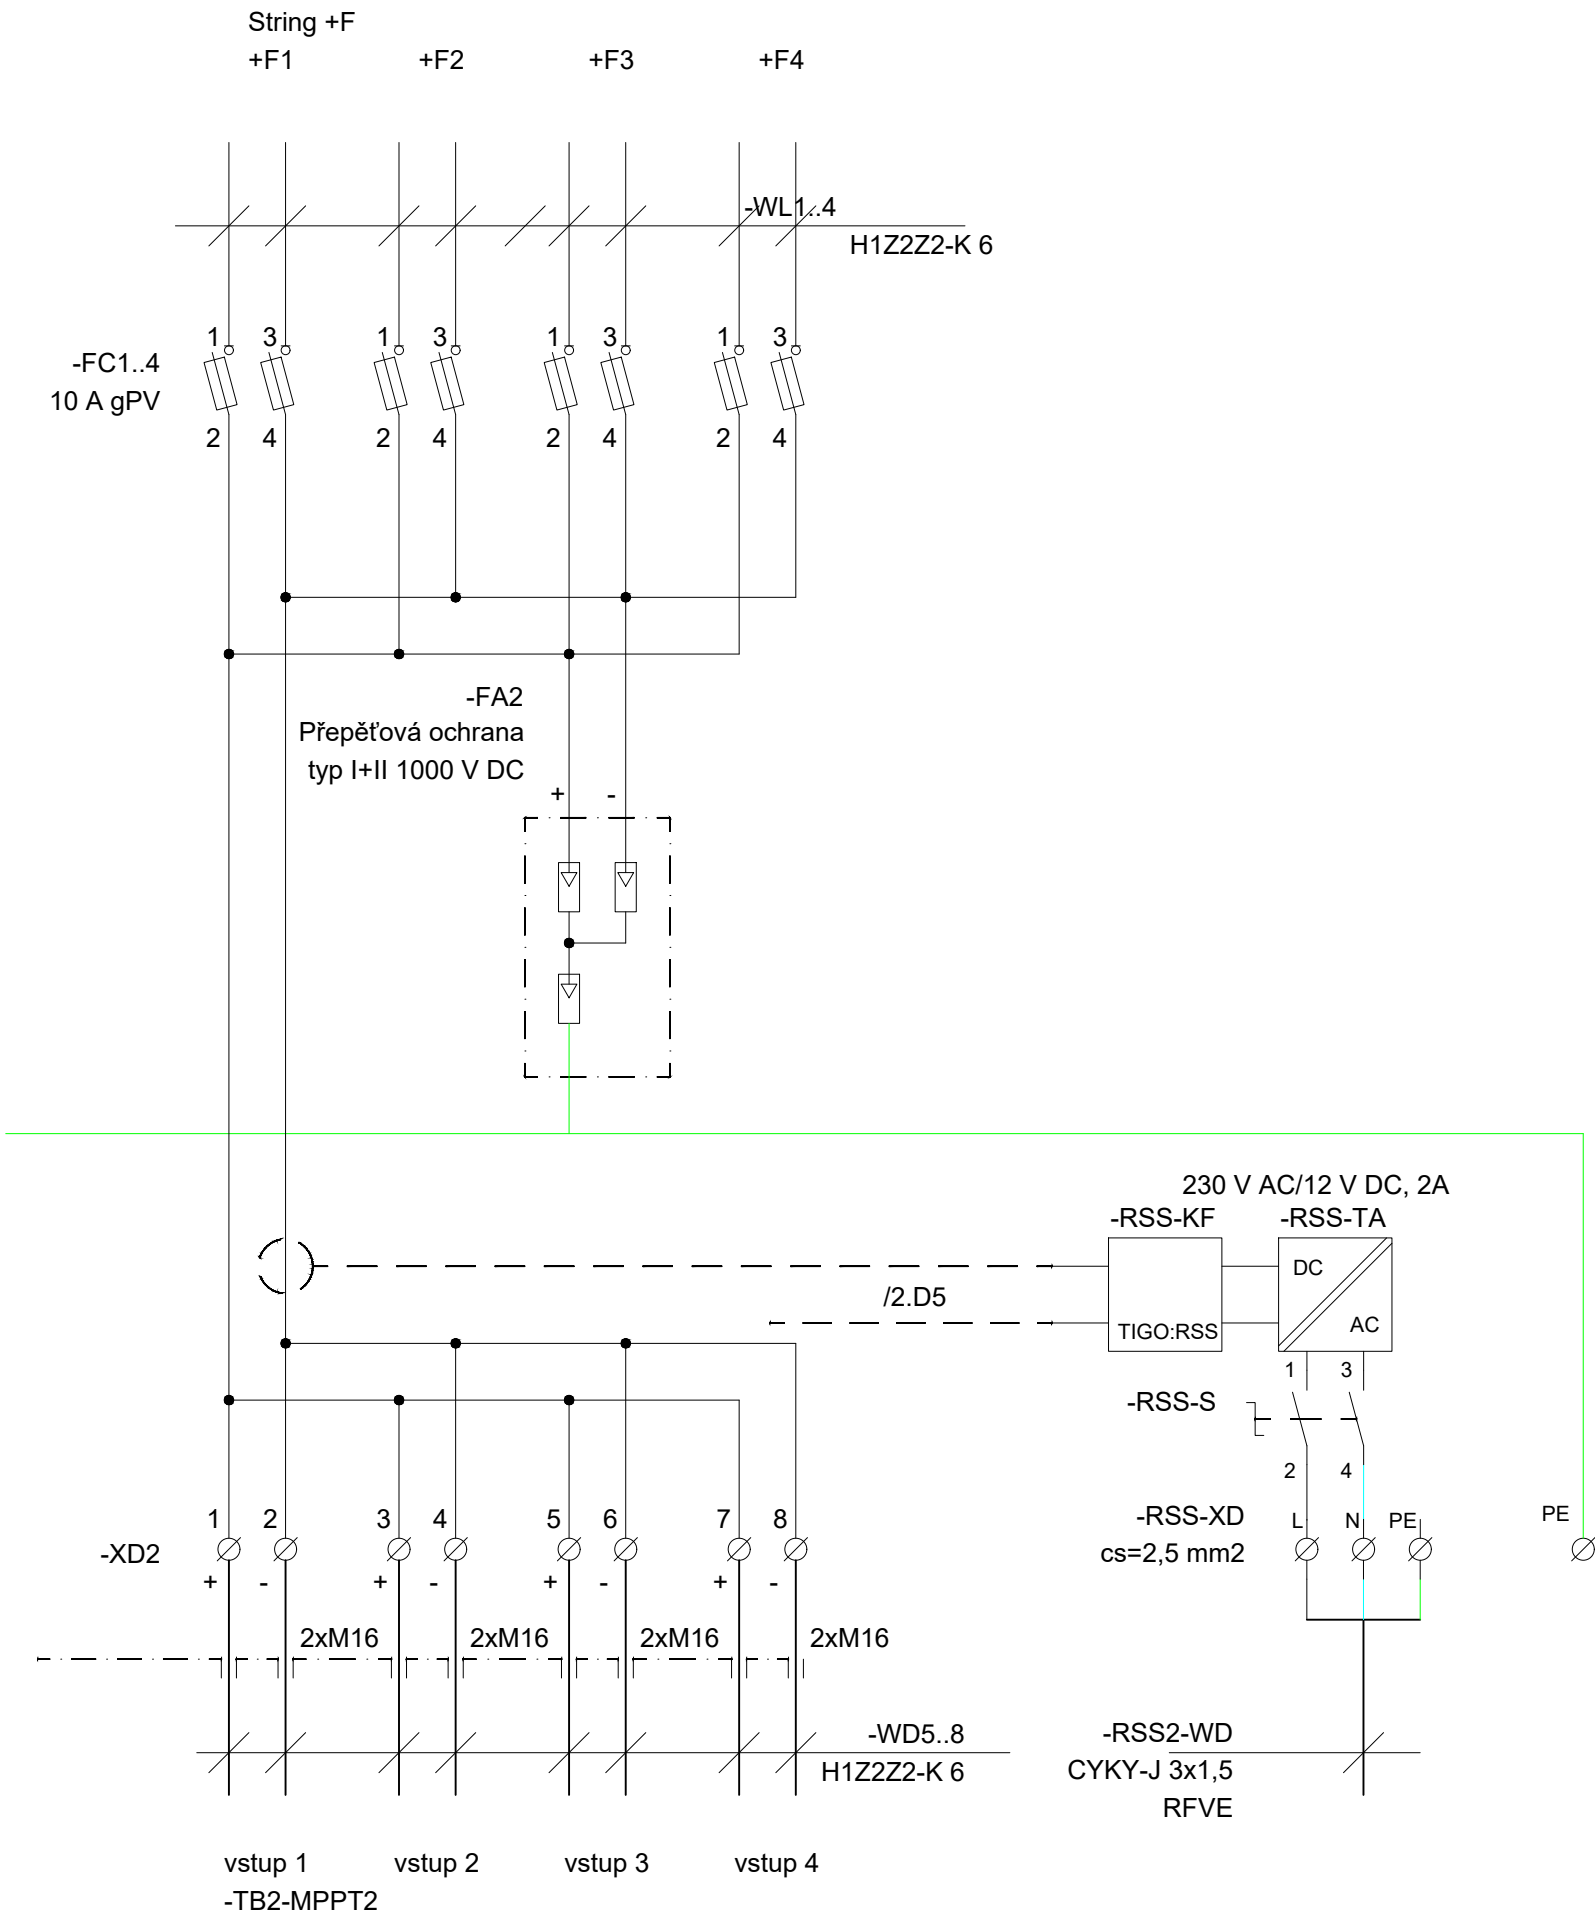 String +F
+F1 +F2 +F3 +F4
-WL1..4
H1Z2Z2-K 6
1 3 1 3 1 3 1 3
-FC1..4
10 A gPV
2 4 2 4 2 4 2 4
-FA2
Přepěťová ochrana
typ I+II 1000 V DC
+ -
230 V AC/12 V DC, 2A
-RSS-KF -RSS-TA
DC
/2.D5
TIGO:RSS AC
1 3
-RSS-S
2 4
1 2 3 4 5 6 7 8
-RSS-XD L N PE PE
-XD2 cs=2,5 mm2
+ - + - + - + -
2xM16 2xM16 2xM16 2xM16
-WD5..8 -RSS2-WD
H1Z2Z2-K 6 CYKY-J 3x1,5
RFVE
vstup 1 vstup 2 vstup 3 vstup 4
-TB2-MPPT2